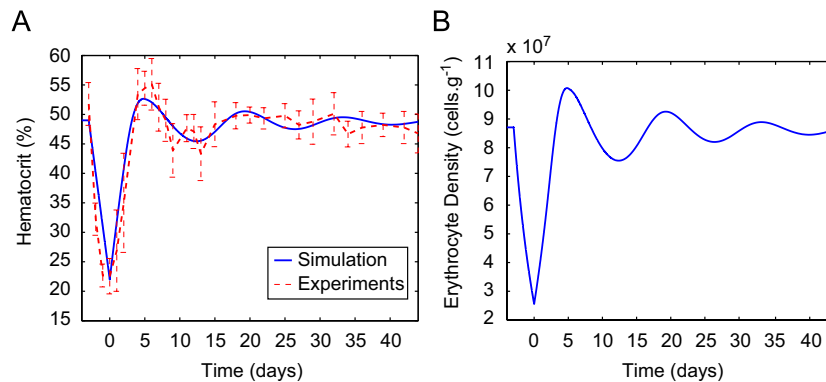 A
Hematocrit (%)
60
55
50
45
40
35
30
25
20
15
Simulation
Experiments
0 5 10 15 20 25 30 35 40
Time (days)
B
x 10⁷
Erythrocyte Density (cells.g⁻¹)
11
10
9
8
7
6
5
4
3
2
0 5 10 15 20 25 30 35 40
Time (days)